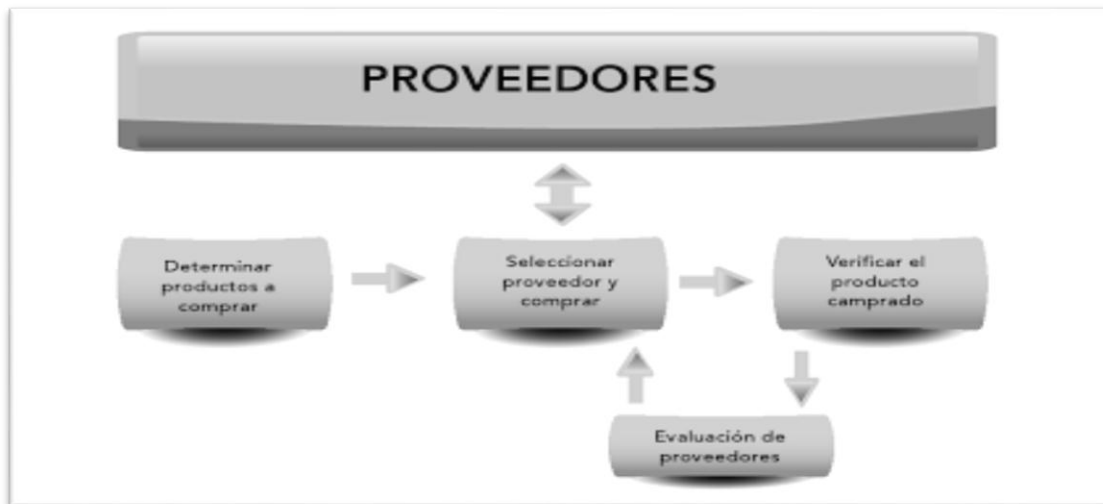 PROVEEDORES
Determinar
productos a
comprar
Seleccionar
proveedor y
comprar
Verificar el
producto
camprado
Evaluación de
proveedores